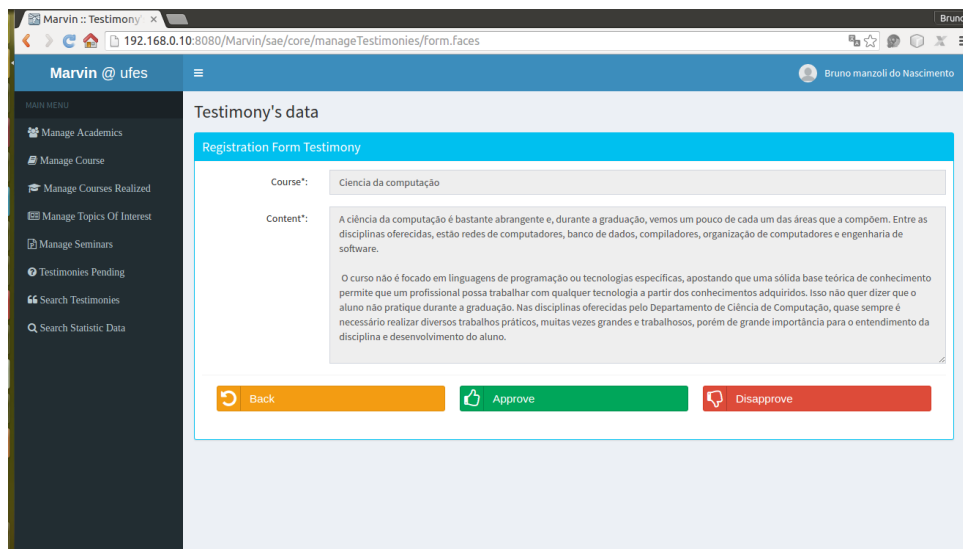 Marvin :: Testimony'
Bruno
192.168.0.10:8080/Marvin/sae/core/manageTestimonies/form.faces
Marvin @ ufes
Bruno manzoli do Nascimento
MAIN MENU
Manage Academics
Manage Course
Manage Courses Realized
Manage Topics Of Interest
Manage Seminars
Testimonies Pending
Search Testimonies
Search Statistic Data
Testimony's data
Registration Form Testimony
Course*:
Ciencia da computação
Content*:
A ciência da computação é bastante abrangente e, durante a graduação, vemos um pouco de cada um das áreas que a compõem. Entre as
disciplinas oferecidas, estão redes de computadores, banco de dados, compiladores, organização de computadores e engenharia de
software.
O curso não é focado em linguagens de programação ou tecnologias específicas, apostando que uma sólida base teórica de conhecimento
permite que um profissional possa trabalhar com qualquer tecnologia a partir dos conhecimentos adquiridos. Isso não quer dizer que o
aluno não pratique durante a graduação. Nas disciplinas oferecidas pelo Departamento de Ciência de Computação, quase sempre é
necessário realizar diversos trabalhos práticos, muitas vezes grandes e trabalhosos, porém de grande importância para o entendimento da
disciplina e desenvolvimento do aluno.
Back
Approve
Disapprove